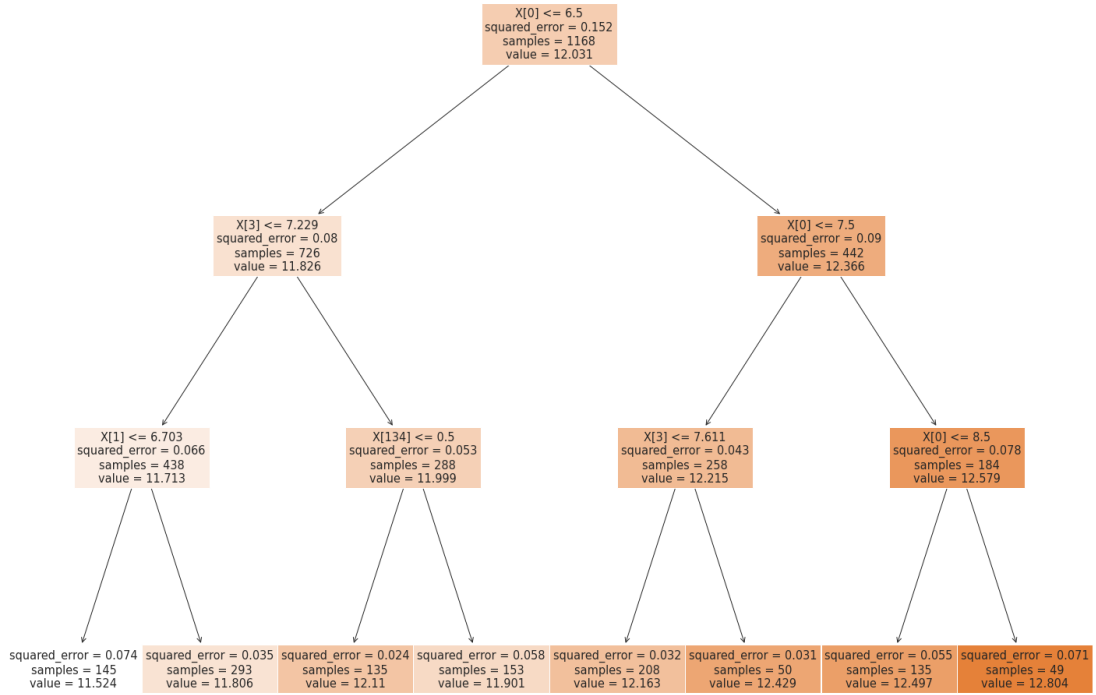 X[0] <= 6.5
squared_error = 0.152
samples = 1168
value = 12.031
X[3] <= 7.229
squared_error = 0.08
samples = 726
value = 11.826
X[0] <= 7.5
squared_error = 0.09
samples = 442
value = 12.366
X[1] <= 6.703
squared_error = 0.066
samples = 438
value = 11.713
X[134] <= 0.5
squared_error = 0.053
samples = 288
value = 11.999
X[3] <= 7.611
squared_error = 0.043
samples = 258
value = 12.215
X[0] <= 8.5
squared_error = 0.078
samples = 184
value = 12.579
squared_error = 0.074
samples = 145
value = 11.524
squared_error = 0.035
samples = 293
value = 11.806
squared_error = 0.024
samples = 135
value = 12.11
squared_error = 0.058
samples = 153
value = 11.901
squared_error = 0.032
samples = 208
value = 12.163
squared_error = 0.031
samples = 50
value = 12.429
squared_error = 0.055
samples = 135
value = 12.497
squared_error = 0.071
samples = 49
value = 12.804